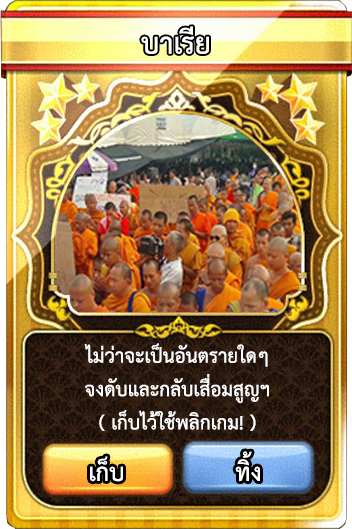 บาเรีย
ไม่ว่าจะเป็นอันตรายใดๆ
จงดับและกลับเสื่อมสูญฯ
( เก็บไว้ใช้พลิกเกม! )
เก็บ
ทิ้ง